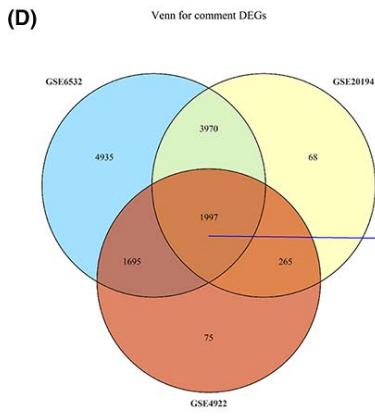 (D)
Venn for comment DEGs
GSE6532
GSE20194
3970
4935
68
1997
1695
265
75
GSE4922